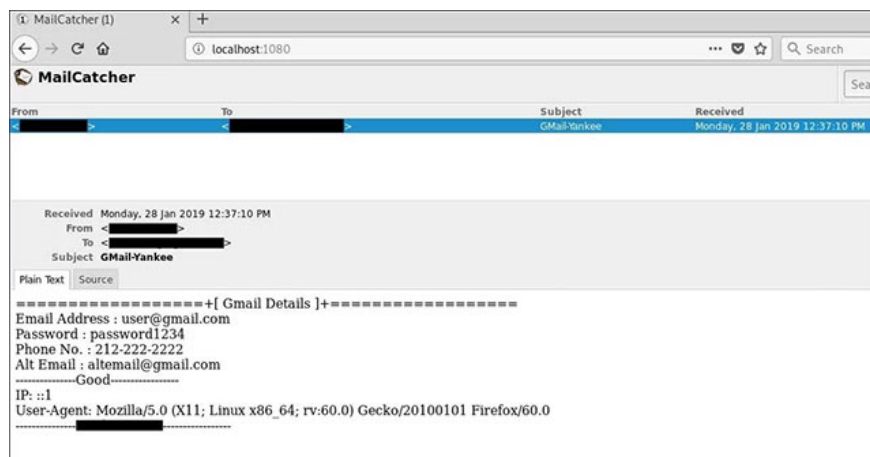 MailCatcher (1) × +
localhost:1080 ••• Search
MailCatcher Sea
From To Subject Received
< > < > GMail-Yankee Monday, 28 Jan 2019 12:37:10 PM
Received Monday, 28 Jan 2019 12:37:10 PM
From < >
To < >
Subject GMail-Yankee
Plain Text Source
==================+[ Gmail Details ]+==================
Email Address : user@gmail.com
Password : password1234
Phone No. : 212-222-2222
Alt Email : altemail@gmail.com
---------------Good-----------------
IP: ::1
User-Agent: Mozilla/5.0 (X11; Linux x86_64; rv:60.0) Gecko/20100101 Firefox/60.0
--------------- -----------------